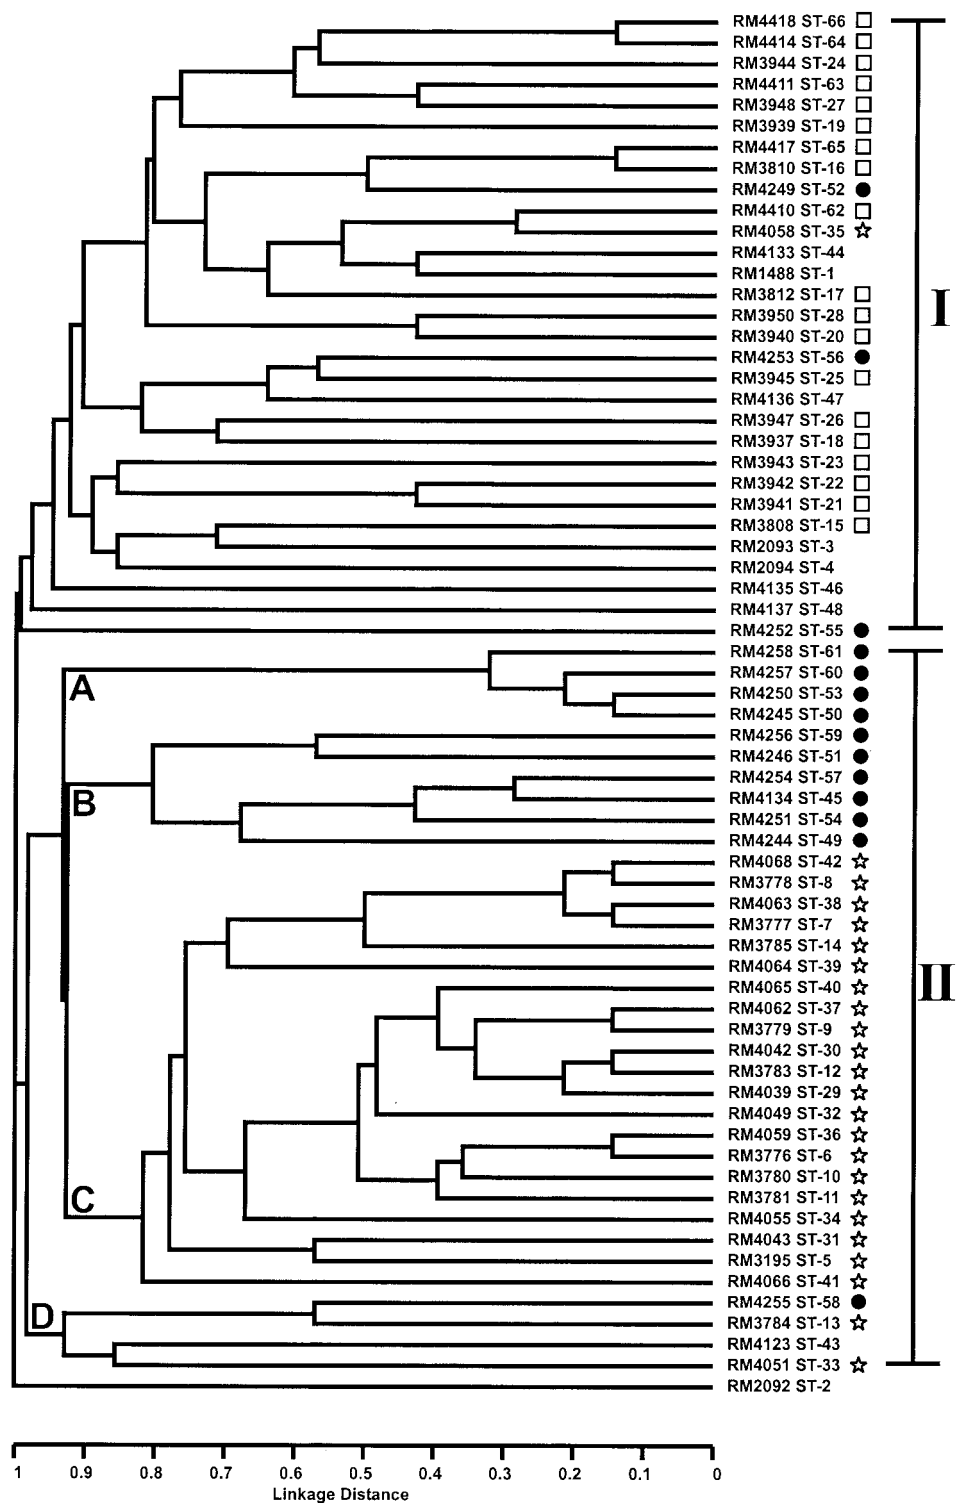 RM4418 ST-66
RM4414 ST-64
RM3944 ST-24
RM4411 ST-63
RM3948 ST-27
RM3939 ST-19
RM4417 ST-65
RM3810 ST-16
RM4249 ST-52
RM4410 ST-62
RM4058 ST-35
RM4133 ST-44
RM1488 ST-1
RM3812 ST-17
I
RM3950 ST-28
RM3940 ST-20
RM4253 ST-56
RM3945 ST-25
RM4136 ST-47
RM3947 ST-26
RM3937 ST-18
RM3943 ST-23
RM3942 ST-22
RM3941 ST-21
RM3808 ST-15
RM2093 ST-3
RM2094 ST-4
RM4135 ST-46
RM4137 ST-48
RM4252 ST-55
RM4258 ST-61
RM4257 ST-60
A
RM4250 ST-53
RM4245 ST-50
RM4256 ST-59
RM4246 ST-51
RM4254 ST-57
B
RM4134 ST-45
RM4251 ST-54
RM4244 ST-49
RM4068 ST-42
RM3778 ST-8
RM4063 ST-38
RM3777 ST-7
RM3785 ST-14
RM4064 ST-39
II
RM4065 ST-40
RM4062 ST-37
RM3779 ST-9
RM4042 ST-30
RM3783 ST-12
RM4039 ST-29
RM4049 ST-32
RM4059 ST-36
RM3776 ST-6
RM3780 ST-10
RM3781 ST-11
C
RM4055 ST-34
RM4043 ST-31
RM3195 ST-5
RM4066 ST-41
RM4255 ST-58
D
RM3784 ST-13
RM4123 ST-43
RM4051 ST-33
RM2092 ST-2
1 0.9 0.8 0.7 0.6 0.5 0.4 0.3 0.2 0.1 0
Linkage Distance